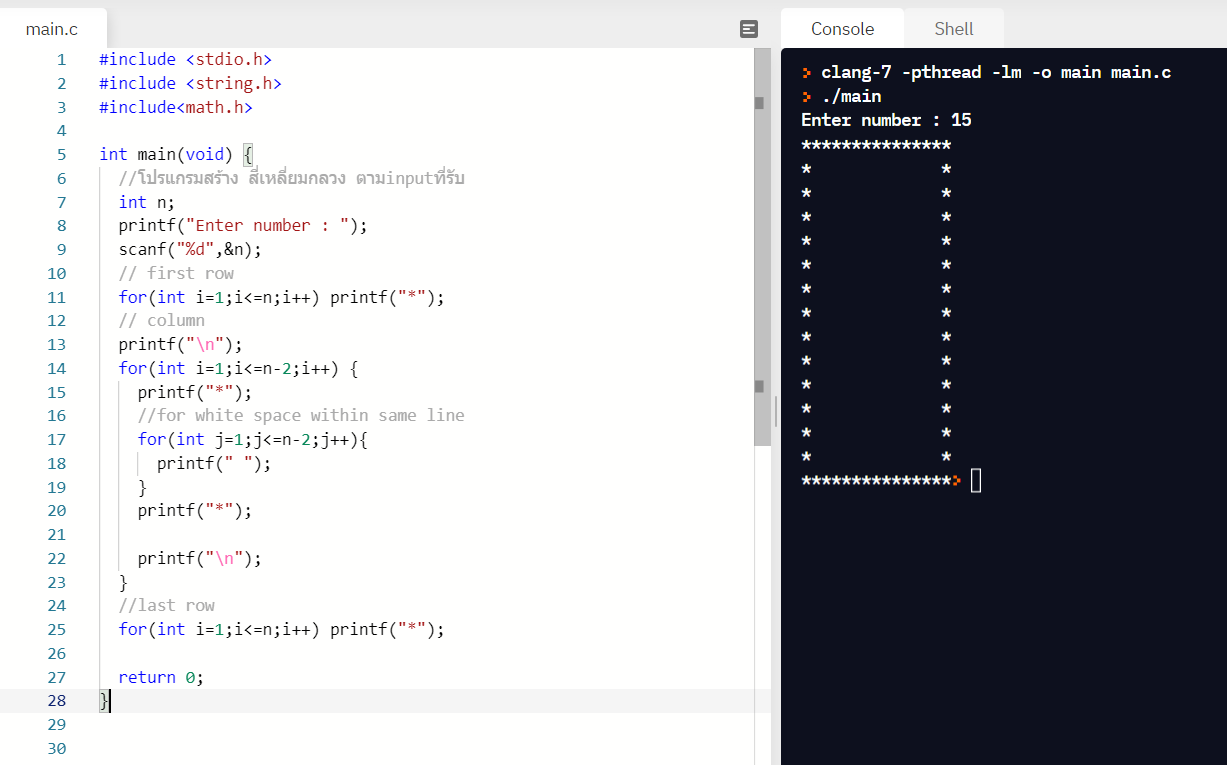 main.c
1 #include <stdio.h>
2 #include <string.h>
3 #include<math.h>
4
5 int main(void) {
6   //โปรแกรมสร้าง สี่เหลี่ยมกลวง ตามinputที่รับ
7   int n;
8   printf("Enter number : ");
9   scanf("%d",&n);
10   // first row
11   for(int i=1;i<=n;i++) printf("*");
12   // column
13   printf("\n");
14   for(int i=1;i<=n-2;i++) {
15     printf("*");
16     //for white space within same line
17     for(int j=1;j<=n-2;j++){
18       printf(" ");
19     }
20     printf("*");
21
22     printf("\n");
23   }
24   //last row
25   for(int i=1;i<=n;i++) printf("*");
26
27   return 0;
28 }
29
30
Console Shell
> clang-7 -pthread -lm -o main main.c
> ./main
Enter number : 15
***************
*             *
*             *
*             *
*             *
*             *
*             *
*             *
*             *
*             *
*             *
*             *
*             *
*             *
***************>